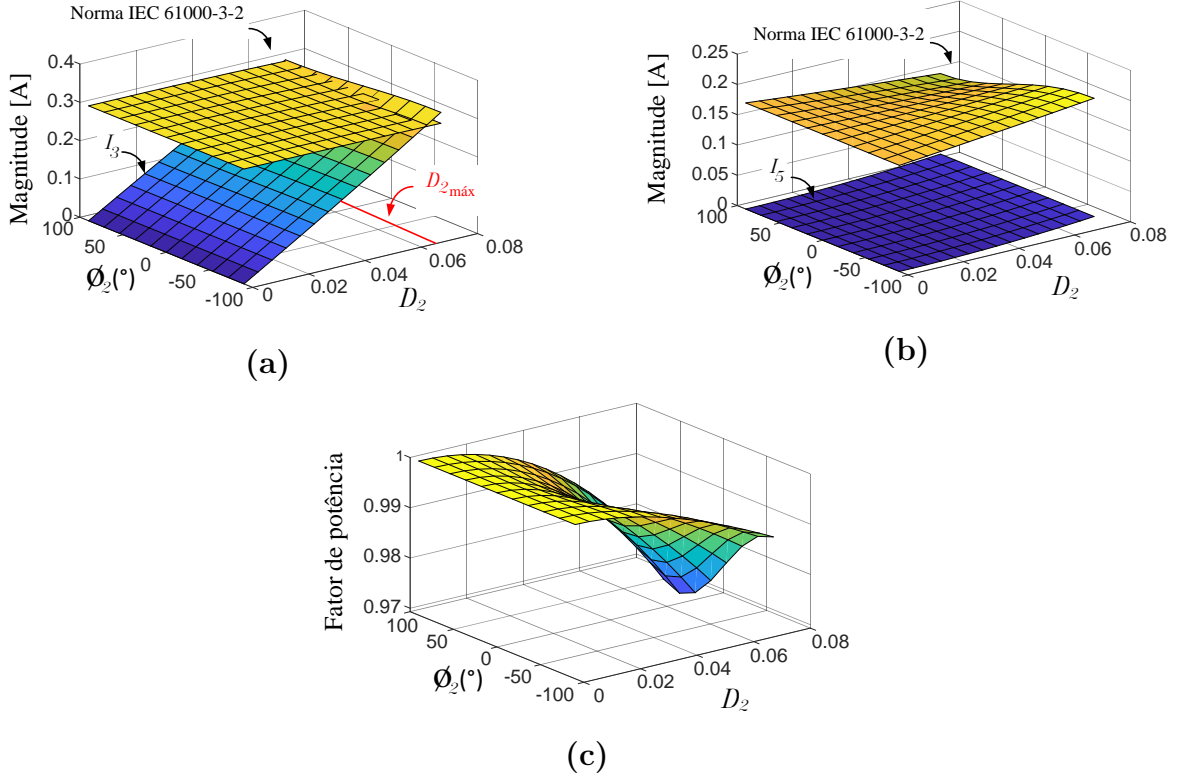 Norma IEC 61000-3-2
Magnitude [A]
0.4
0.3
0.2
0.1
0
I3
D2máx
50
0
-50
-100
Ø2(°)
0
0.02
0.04
0.06
0.08
D2
(a)
Norma IEC 61000-3-2
Magnitude [A]
0.25
0.2
0.15
0.1
0.05
0
I5
100
50
0
-50
-100
Ø2(°)
0
0.02
0.04
0.06
0.08
D2
(b)
Fator de potência
1
0.99
0.98
0.97
100
50
0
-50
-100
Ø2(°)
0
0.02
0.04
0.06
0.08
D2
(c)